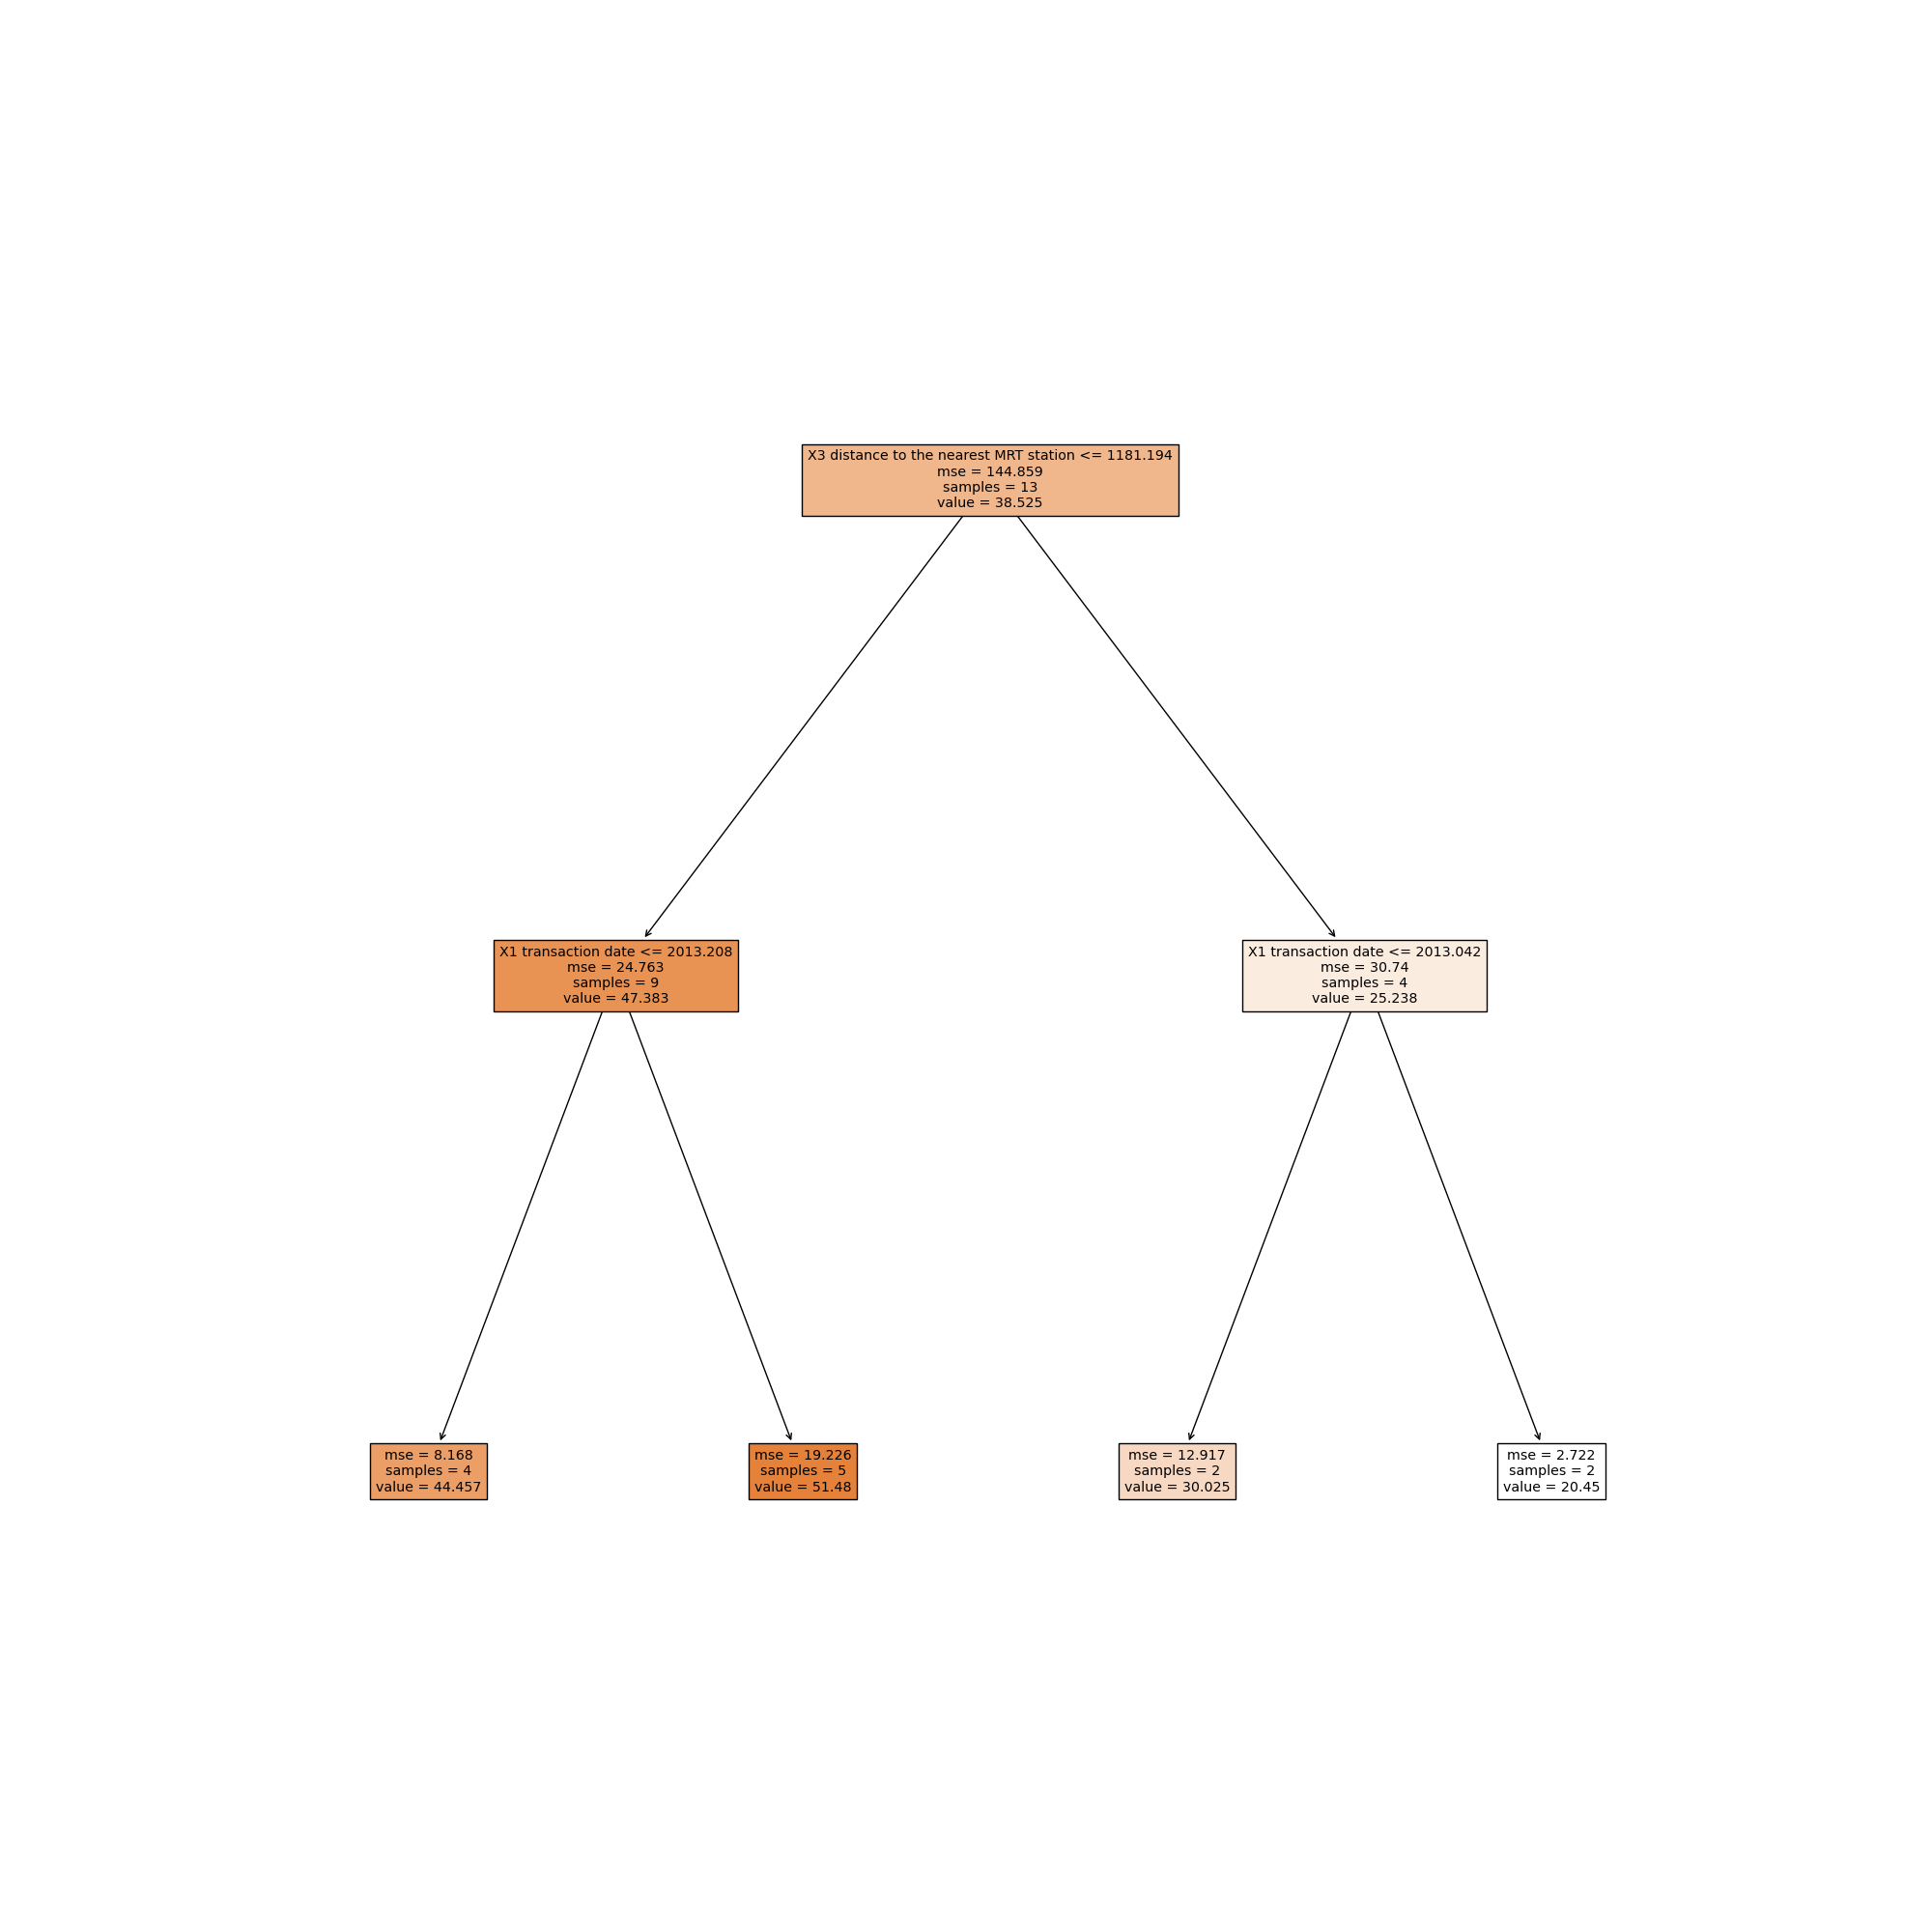 X3 distance to the nearest MRT station <= 1181.194
mse = 144.859
samples = 13
value = 38.525
X1 transaction date <= 2013.208
mse = 24.763
samples = 9
value = 47.383
X1 transaction date <= 2013.042
mse = 30.74
samples = 4
value = 25.238
mse = 8.168
samples = 4
value = 44.457
mse = 19.226
samples = 5
value = 51.48
mse = 12.917
samples = 2
value = 30.025
mse = 2.722
samples = 2
value = 20.45